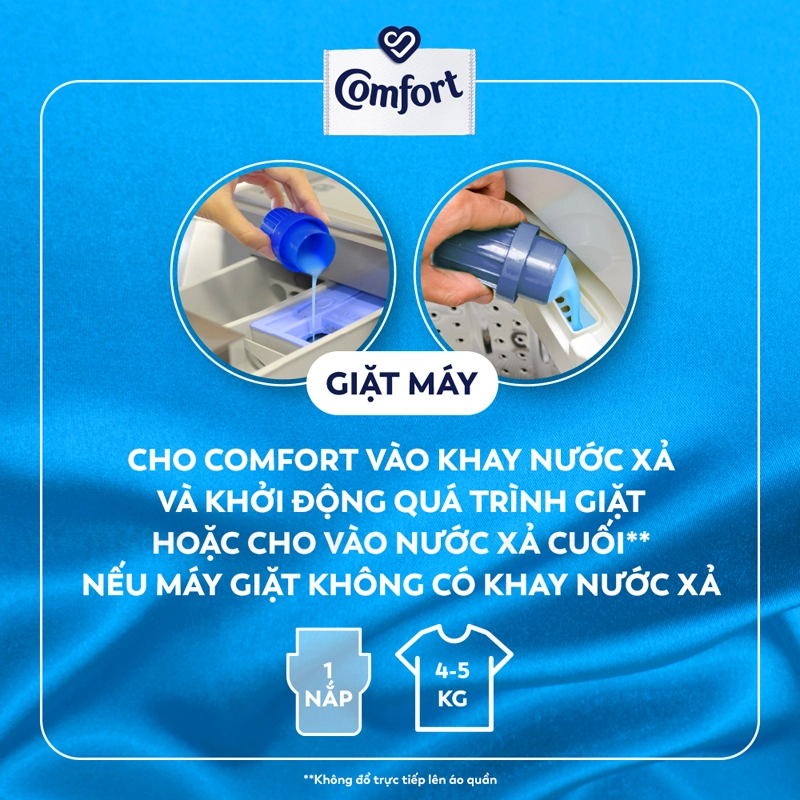 Comfort
GIẶT MÁY
CHO COMFORT VÀO KHAY NƯỚC XẢ
VÀ KHỞI ĐỘNG QUÁ TRÌNH GIẶT
HOẶC CHO VÀO NƯỚC XẢ CUỐI**
NẾU MÁY GIẶT KHÔNG CÓ KHAY NƯỚC XẢ
1
NẮP
4-5
KG
**Không đổ trực tiếp lên áo quần